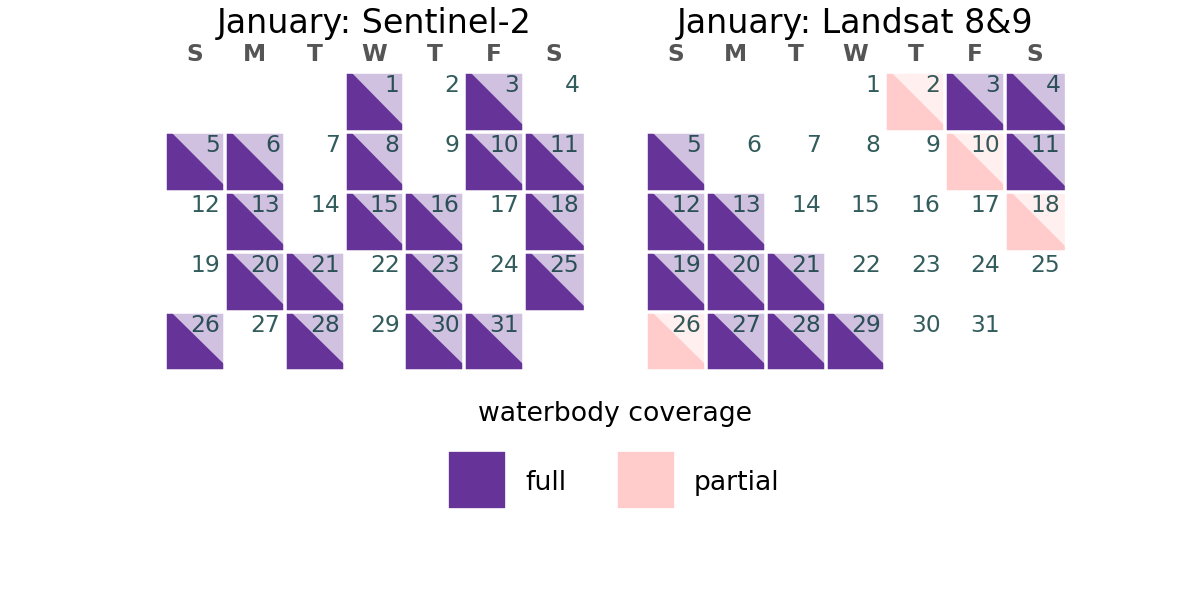 January: Sentinel-2
S M T W T F S
1 2 3 4
5 6 7 8 9 10 11
12 13 14 15 16 17 18
19 20 21 22 23 24 25
26 27 28 29 30 31
January: Landsat 8&9
S M T W T F S
1 2 3 4
5 6 7 8 9 10 11
12 13 14 15 16 17 18
19 20 21 22 23 24 25
26 27 28 29 30 31
waterbody coverage
full partial